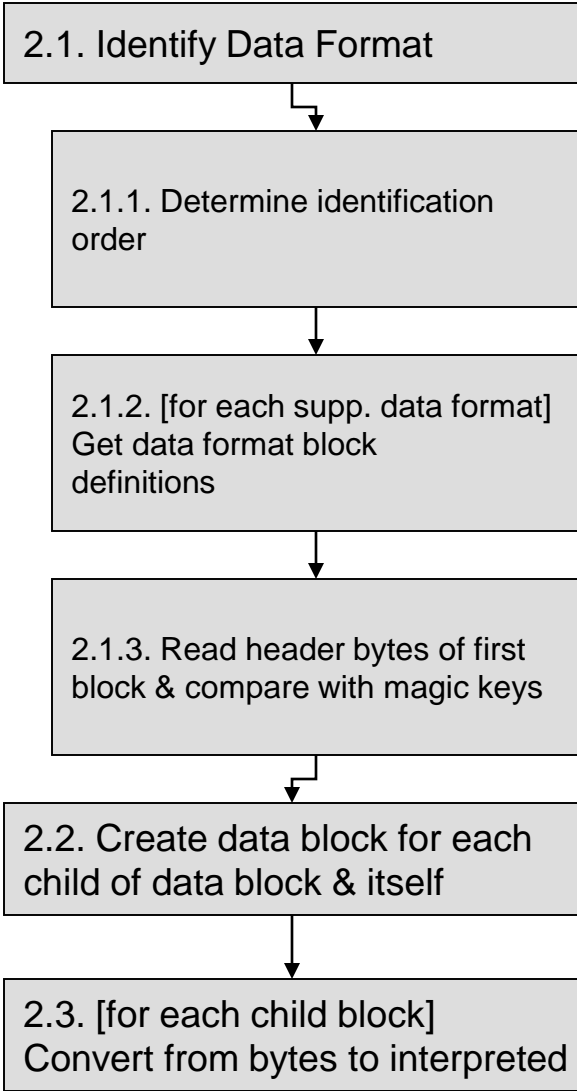 2.1. Identify Data Format
2.1.1. Determine identification
order
2.1.2. [for each supp. data format]
Get data format block
definitions
2.1.3. Read header bytes of first
block & compare with magic keys
2.2. Create data block for each
child of data block & itself
2.3. [for each child block]
Convert from bytes to interpreted